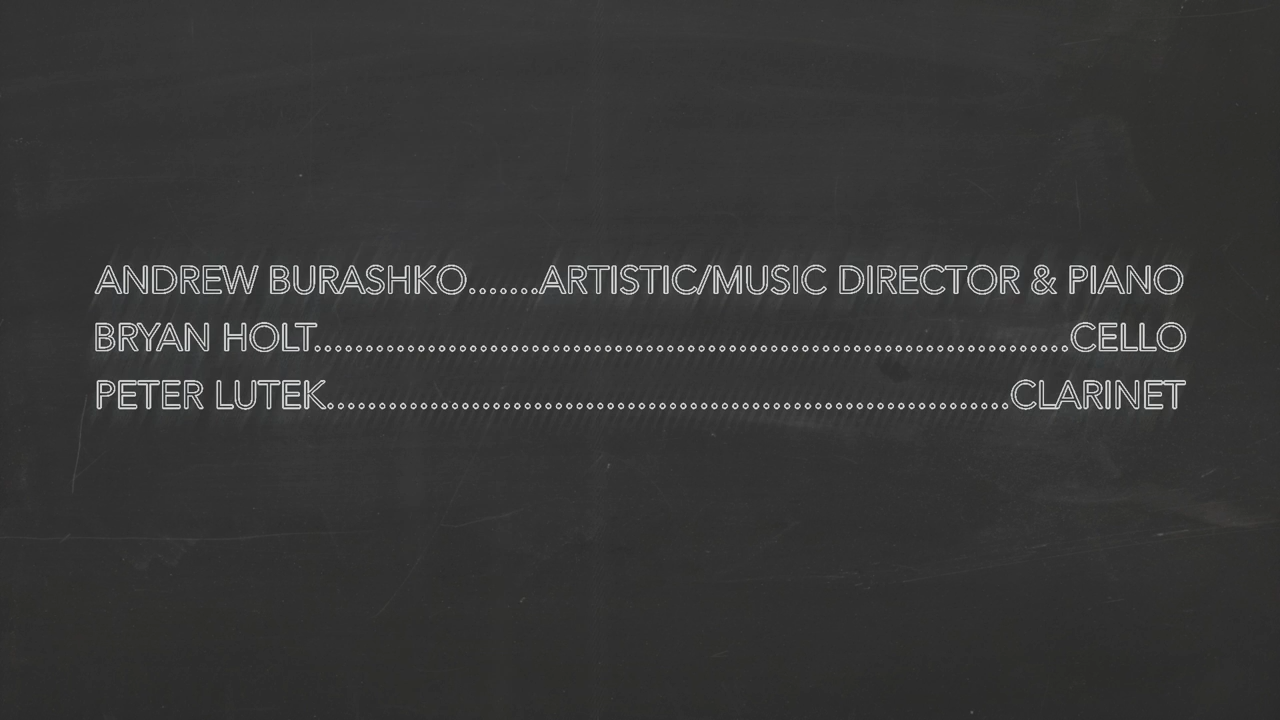 ANDREW BURASHKO.......ARTISTIC/MUSIC DIRECTOR & PIANO
BRYAN HOLT.........................................................................CELLO
PETER LUTEK..................................................................CLARINET